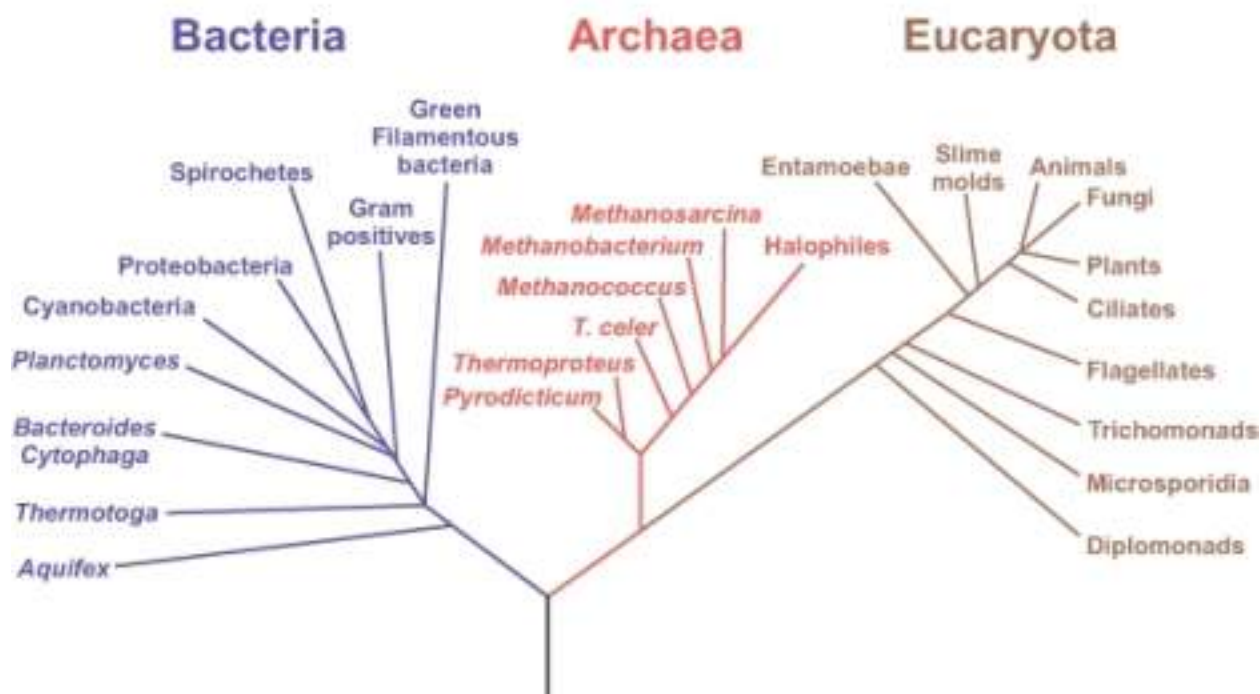 Bacteria
Archaea
Eucaryota
Green
Filamentous
bacteria
Spirochetes
Gram
positives
Proteobacteria
Cyanobacteria
Planctomyces
Bacteroides
Cytophaga
Thermotoga
Aquifex
Methanosarcina
Methanobacterium
Halophiles
Methanococcus
T. celer
Thermoproteus
Pyrodicticum
Entamoebae
Slime
molds
Animals
Fungi
Plants
Ciliates
Flagellates
Trichomonads
Microsporidia
Diplomonads